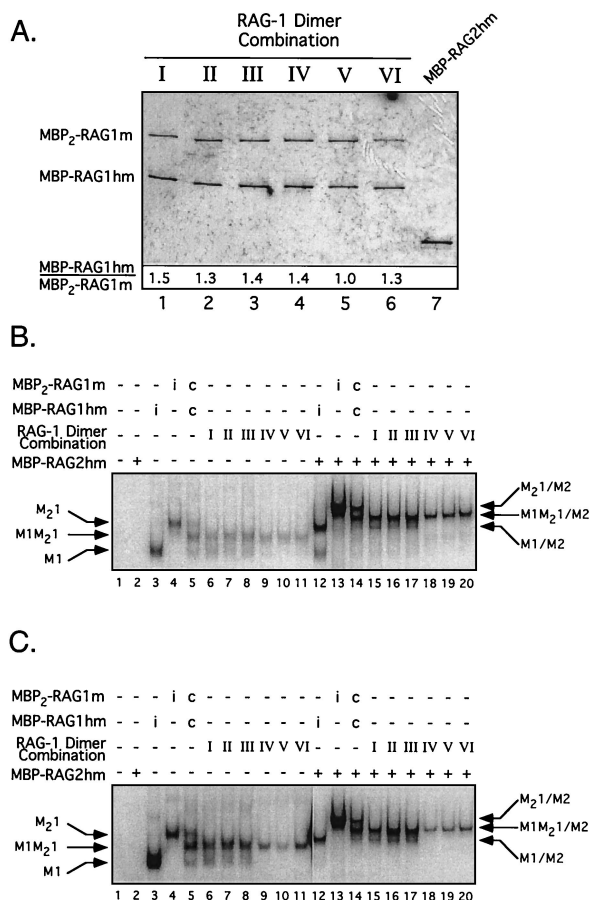 A.
RAG-1 Dimer
Combination
I II III IV V VI MBP-RAG2hm
MBP2-RAG1m
MBP-RAG1hm
MBP-RAG1hm
MBP2-RAG1m
1.5 1.3 1.4 1.4 1.0 1.3
1 2 3 4 5 6 7
B.
MBP2-RAG1m - - - i c - - - - - - - i c - - - - - -
MBP-RAG1hm - - i - c - - - - - - i - c - - - - - -
RAG-1 Dimer
Combination - - - - - I II III IV V VI - - - I II III IV V VI
MBP-RAG2hm - + - - - - - - - - - + + + + + + + + +
M21
M1M21
M1
M21/M2
M1M21/M2
M1/M2
1 2 3 4 5 6 7 8 9 10 11 12 13 14 15 16 17 18 19 20
C.
MBP2-RAG1m - - - i c - - - - - - - i c - - - - - -
MBP-RAG1hm - - i - c - - - - - - i - c - - - - - -
RAG-1 Dimer
Combination - - - - - I II III IV V VI - - - I II III IV V VI
MBP-RAG2hm - + - - - - - - - - - + + + + + + + + +
M21
M1M21
M1
M21/M2
M1M21/M2
M1/M2
1 2 3 4 5 6 7 8 9 10 11 12 13 14 15 16 17 18 19 20